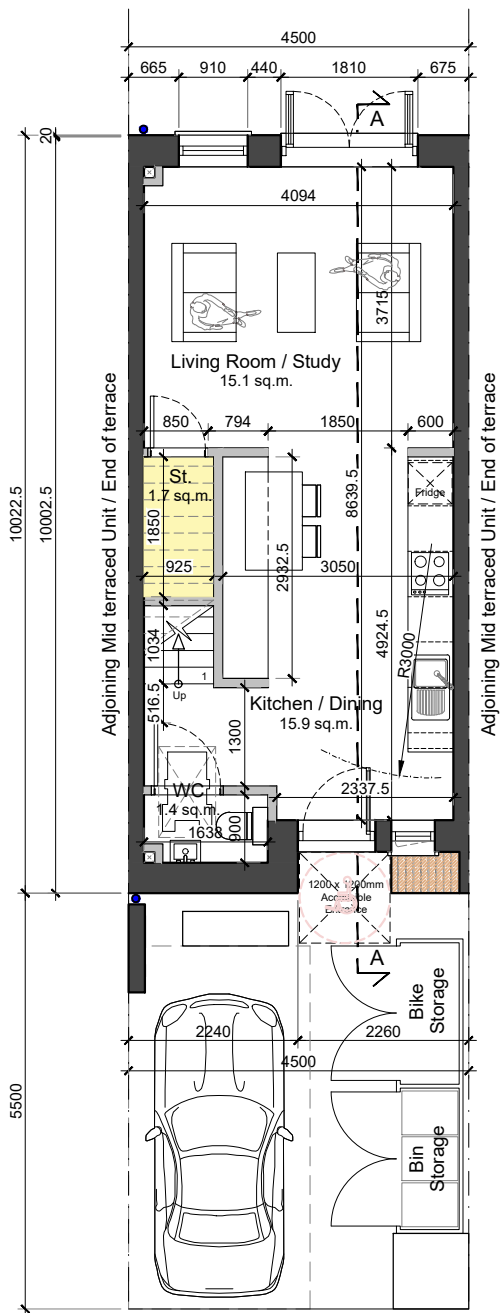 4500
665 910 440 1810 675
A
20
4094
3715
Living Room / Study
15.1 sq.m.
850 794 1850 600
St.
1.7 sq.m.
Fridge
1850
8639.5
925 3050
2932.5
10022.5
10002.5
Adjoining Mid terraced Unit / End of terrace
Adjoining Mid terraced Unit / End of terrace
1034
4924.5
R3000
Up 1
516.5
Kitchen / Dining
15.9 sq.m.
1300
WC
1.4 sq.m.
2337.5
1638
900
1200 x 1200mm
Accessible
Entrance
A
Bike
Storage
2240 2260
4500
5500
Bin
Storage